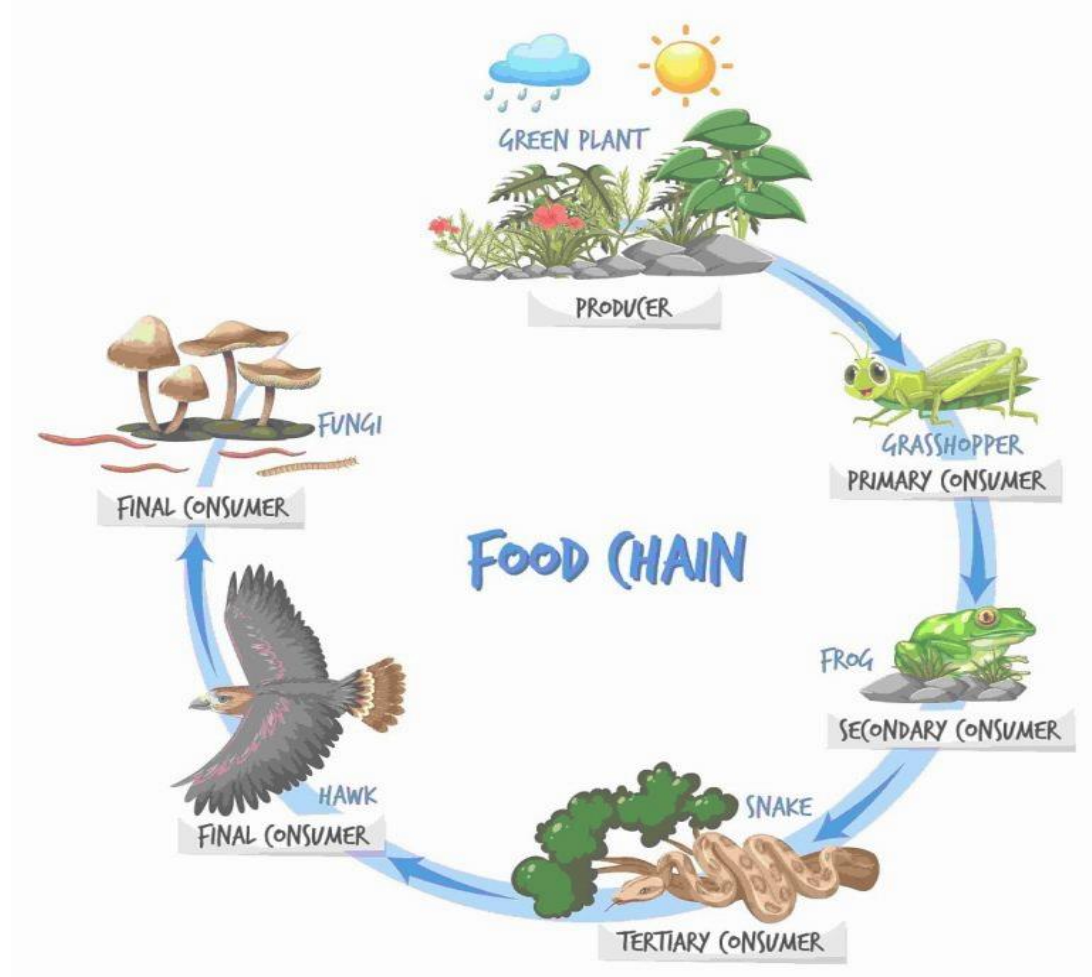 GREEN PLANT
PRODUCER
GRASSHOPPER
PRIMARY CONSUMER
FROG
SECONDARY CONSUMER
SNAKE
TERTIARY CONSUMER
HAWK
FINAL CONSUMER
FUNGI
FINAL CONSUMER
FOOD CHAIN